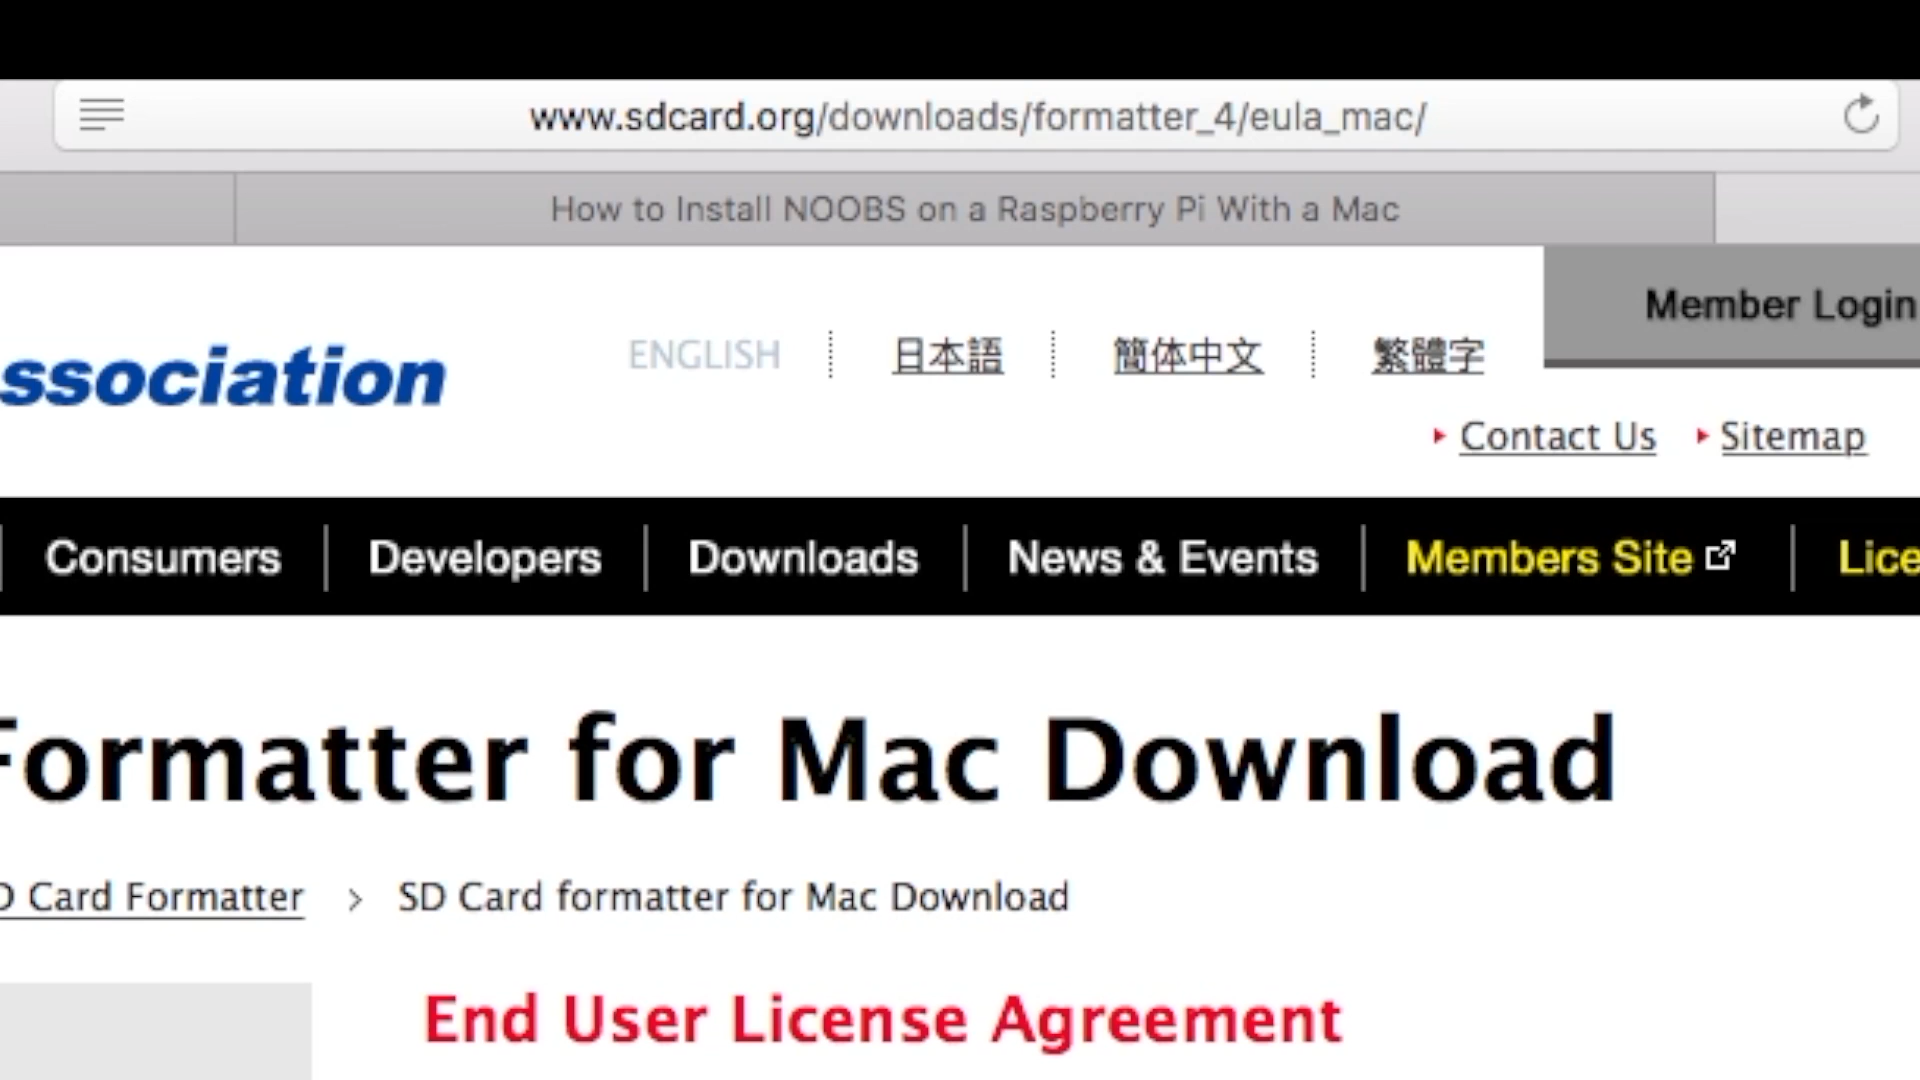 www.sdcard.org/downloads/formatter_4/eula_mac/
How to Install NOOBS on a Raspberry Pi With a Mac
Member Login
ssociation
ENGLISH 日本語 簡体中文 繁體字
Contact Us Sitemap
Consumers Developers Downloads News & Events Members Site Lice
Formatter for Mac Download
D Card Formatter > SD Card formatter for Mac Download
End User License Agreement